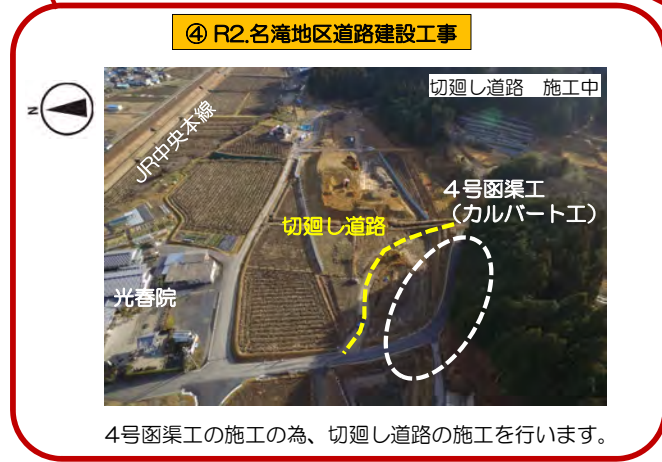 ④ R2.名滝地区道路建設工事
切廻し道路 施工中
N
JR中央本線
4号函渠工
（カルバート工）
切廻し道路
光春院
4号函渠工の施工の為、切廻し道路の施工を行います。